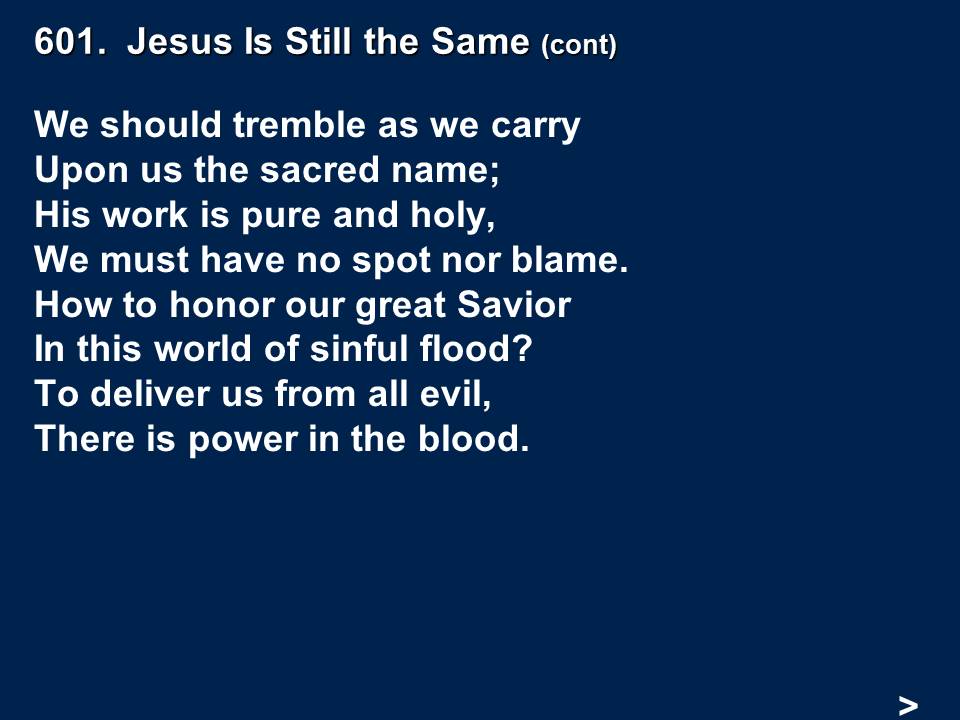 601. Jesus Is Still the Same (cont)
We should tremble as we carry
Upon us the sacred name;
His work is pure and holy,
We must have no spot nor blame.
How to honor our great Savior
In this world of sinful flood?
To deliver us from all evil,
There is power in the blood.
>